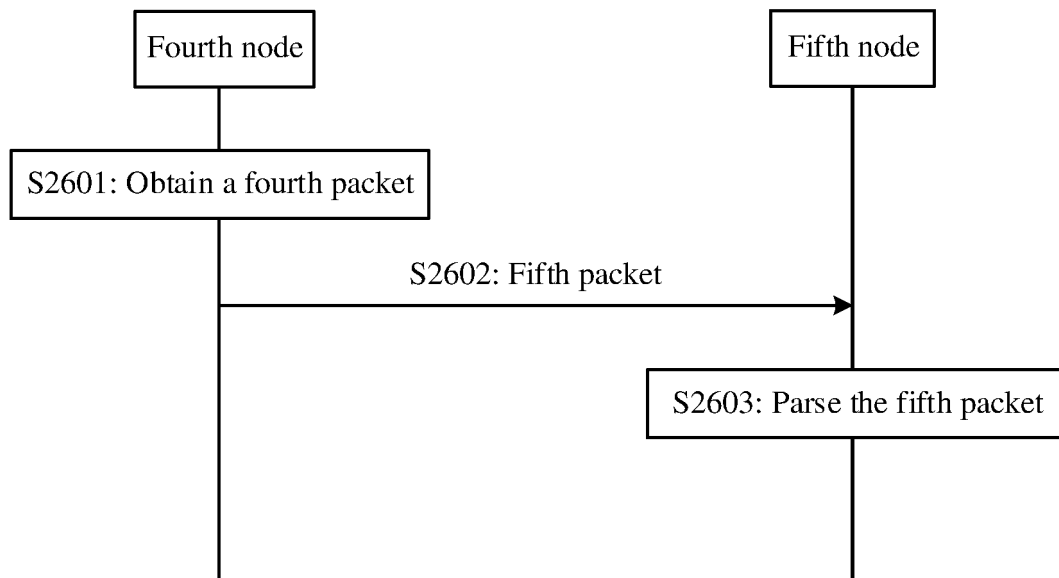 Fourth node
Fifth node
S2601: Obtain a fourth packet
S2602: Fifth packet
S2603: Parse the fifth packet